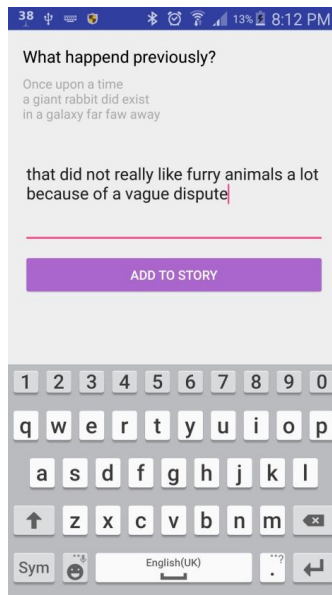 38 13% 8:12 PM
What happend previously?
Once upon a time
a giant rabbit did exist
in a galaxy far faw away
that did not really like furry animals a lot
because of a vague dispute
ADD TO STORY
1 2 3 4 5 6 7 8 9 0
q w e r t y u i o p
a s d f g h j k l
z x c v b n m
Sym English(UK) . ...?